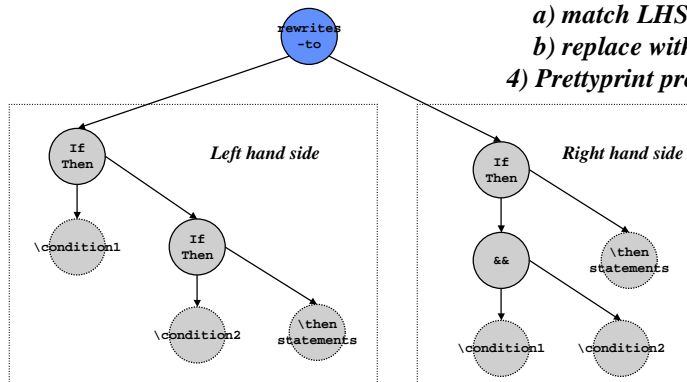 a) match LHS
b) replace with
4) Prettyprint
rewrites
-to
Left hand side
If
Then
\condition1
If
Then
\condition2
\then
statements
Right hand side
If
Then
&&
\then
statements
\condition1
\condition2